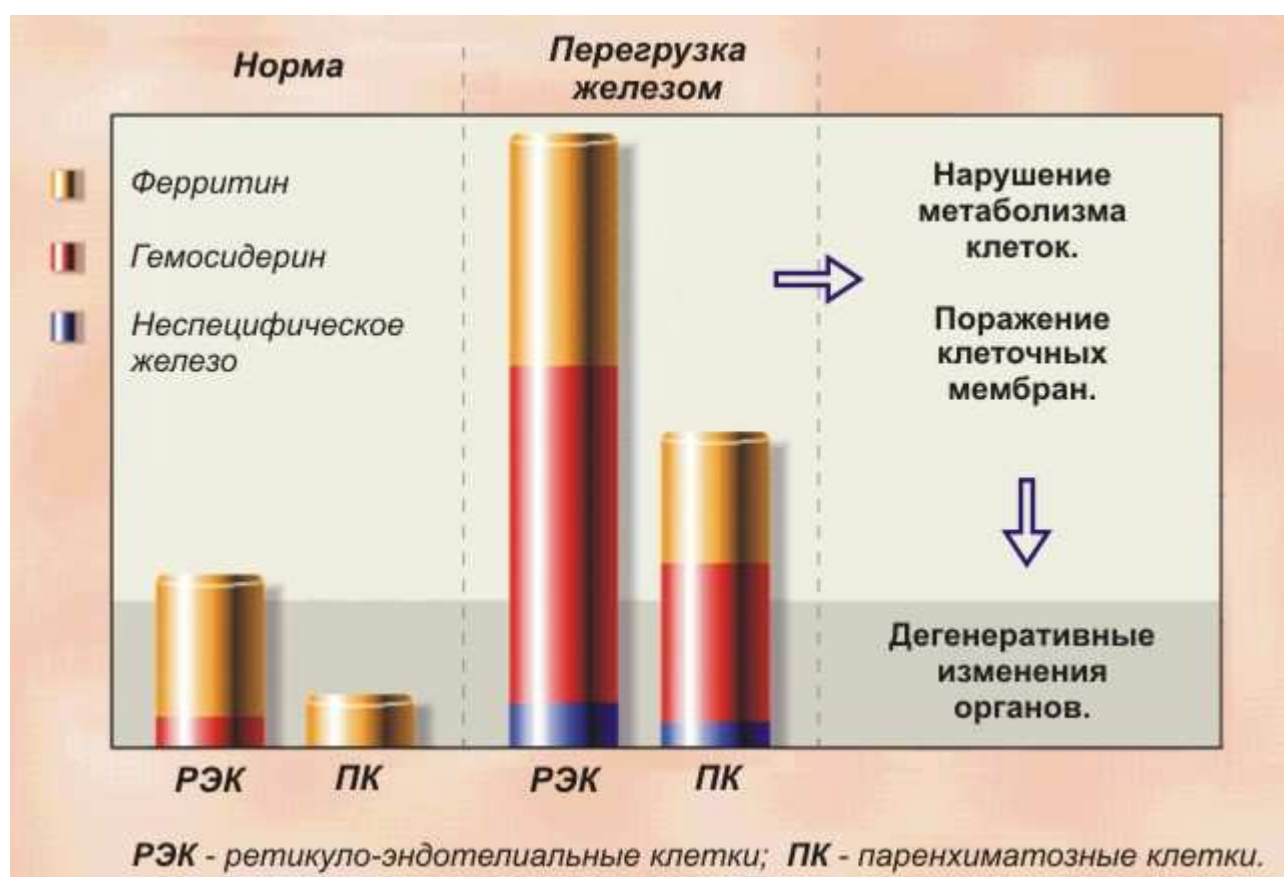 Норма
Перегрузка
железом
Ферритин
Гемосидерин
Неспецифическое
железо
Нарушение
метаболизма
клеток.
Поражение
клеточных
мембран.
Дегенеративные
изменения
органов.
РЭК
ПК
РЭК
ПК
РЭК - ретикуло-эндотелиальные клетки; ПК - паренхиматозные клетки.